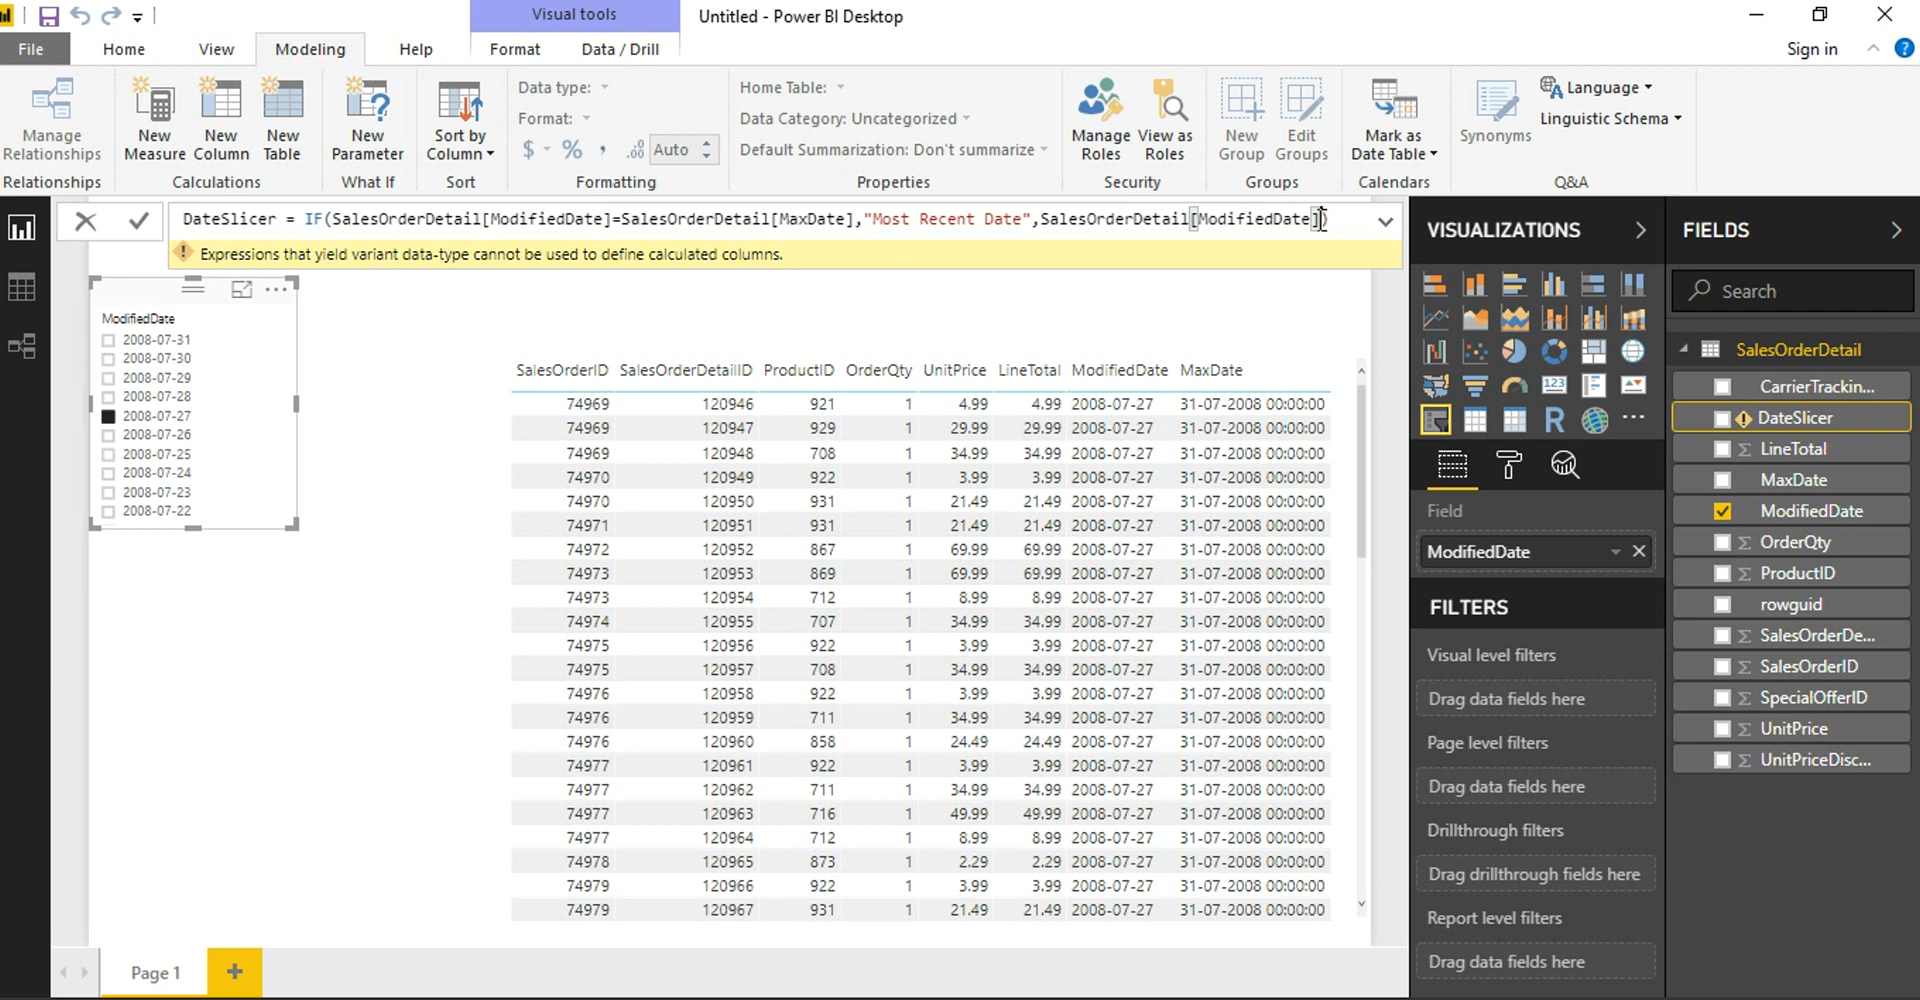 Visual tools
Untitled - Power BI Desktop
File
Home
View
Modeling
Help
Format
Data / Drill
Sign in
?
Manage Relationships
New Measure
New Column
New Table
New Parameter
Sort by Column
Data type:
Format:
$ % , .00 Auto
Home Table:
Data Category: Uncategorized
Default Summarization: Don't summarize
Manage Roles
View as Roles
New Group
Edit Groups
Mark as Date Table
Synonyms
Language
Linguistic Schema
Relationships
Calculations
What If
Sort
Formatting
Properties
Security
Groups
Calendars
Q&A
DateSlicer = IF(SalesOrderDetail[ModifiedDate]=SalesOrderDetail[MaxDate],"Most Recent Date",SalesOrderDetail[ModifiedDate])
Expressions that yield variant data-type cannot be used to define calculated columns.
ModifiedDate
2008-07-31
2008-07-30
2008-07-29
2008-07-28
2008-07-27
2008-07-26
2008-07-25
2008-07-24
2008-07-23
2008-07-22
SalesOrderID SalesOrderDetailID ProductID OrderQty UnitPrice LineTotal ModifiedDate MaxDate
74969 120946 921 1 4.99 4.99 2008-07-27 31-07-2008 00:00:00
74969 120947 929 1 29.99 29.99 2008-07-27 31-07-2008 00:00:00
74969 120948 708 1 34.99 34.99 2008-07-27 31-07-2008 00:00:00
74970 120949 922 1 3.99 3.99 2008-07-27 31-07-2008 00:00:00
74970 120950 931 1 21.49 21.49 2008-07-27 31-07-2008 00:00:00
74971 120951 931 1 21.49 21.49 2008-07-27 31-07-2008 00:00:00
74972 120952 867 1 69.99 69.99 2008-07-27 31-07-2008 00:00:00
74973 120953 869 1 69.99 69.99 2008-07-27 31-07-2008 00:00:00
74973 120954 712 1 8.99 8.99 2008-07-27 31-07-2008 00:00:00
74974 120955 707 1 34.99 34.99 2008-07-27 31-07-2008 00:00:00
74975 120956 922 1 3.99 3.99 2008-07-27 31-07-2008 00:00:00
74975 120957 708 1 34.99 34.99 2008-07-27 31-07-2008 00:00:00
74976 120958 922 1 3.99 3.99 2008-07-27 31-07-2008 00:00:00
74976 120959 711 1 34.99 34.99 2008-07-27 31-07-2008 00:00:00
74976 120960 858 1 24.49 24.49 2008-07-27 31-07-2008 00:00:00
74977 120961 922 1 3.99 3.99 2008-07-27 31-07-2008 00:00:00
74977 120962 711 1 34.99 34.99 2008-07-27 31-07-2008 00:00:00
74977 120963 716 1 49.99 49.99 2008-07-27 31-07-2008 00:00:00
74977 120964 712 1 8.99 8.99 2008-07-27 31-07-2008 00:00:00
74978 120965 873 1 2.29 2.29 2008-07-27 31-07-2008 00:00:00
74979 120966 922 1 3.99 3.99 2008-07-27 31-07-2008 00:00:00
74979 120967 931 1 21.49 21.49 2008-07-27 31-07-2008 00:00:00
Page 1
+
VISUALIZATIONS
123
R
Field
ModifiedDate
FILTERS
Visual level filters
Drag data fields here
Page level filters
Drag data fields here
Drillthrough filters
Drag drillthrough fields here
Report level filters
Drag data fields here
FIELDS
Search
SalesOrderDetail
CarrierTrackin...
DateSlicer
Σ LineTotal
MaxDate
ModifiedDate
Σ OrderQty
Σ ProductID
rowguid
Σ SalesOrderDe...
Σ SalesOrderID
Σ SpecialOfferID
Σ UnitPrice
Σ UnitPriceDisc...